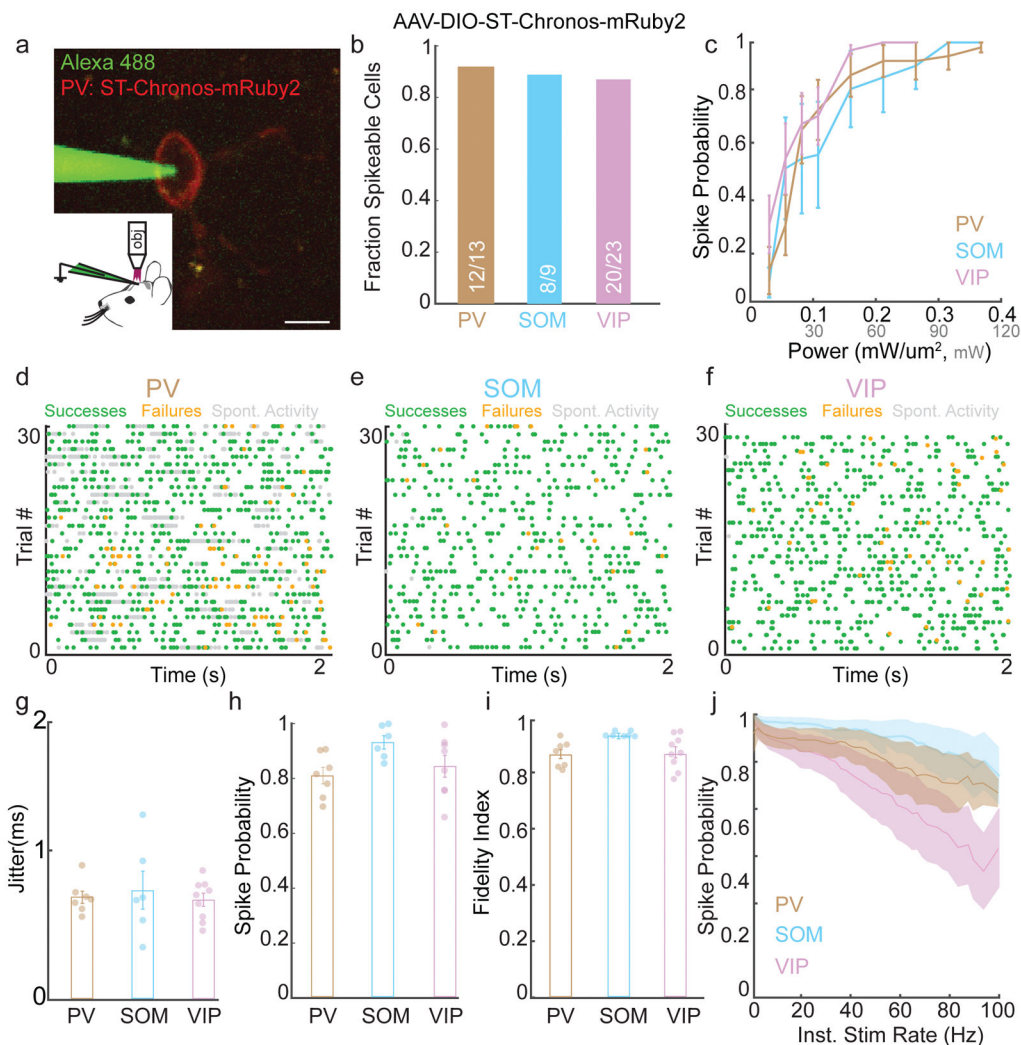 AAV-DIO-ST-Chronos-mRuby2
a
Alexa 488
PV: ST-Chronos-mRuby2
obj
b
Fraction Spikeable Cells
1
0.8
0.6
0.4
0.2
0
12/13
8/9
20/23
PV
SOM
VIP
c
Spike Probability
1
0.8
0.6
0.4
0.2
0
PV
SOM
VIP
0 0.1 0.2 0.3 0.4
30 60 90 120
Power (mW/um², mW)
d
PV
Successes Failures Spont. Activity
Trial #
30
0
0 2
Time (s)
e
SOM
Successes Failures Spont. Activity
Trial #
30
0
0 2
Time (s)
f
VIP
Successes Failures Spont. Activity
Trial #
30
0
0 2
Time (s)
g
Jitter(ms)
2
1
0
PV SOM VIP
h
Spike Probability
1
0.8
0.6
0.4
0.2
0
PV SOM VIP
i
Fidelity Index
1
0.8
0.6
0.4
0.2
0
PV SOM VIP
j
Spike Probability
1
0.8
0.6
0.4
0.2
0
PV
SOM
VIP
0 20 40 60 80 100
Inst. Stim Rate (Hz)